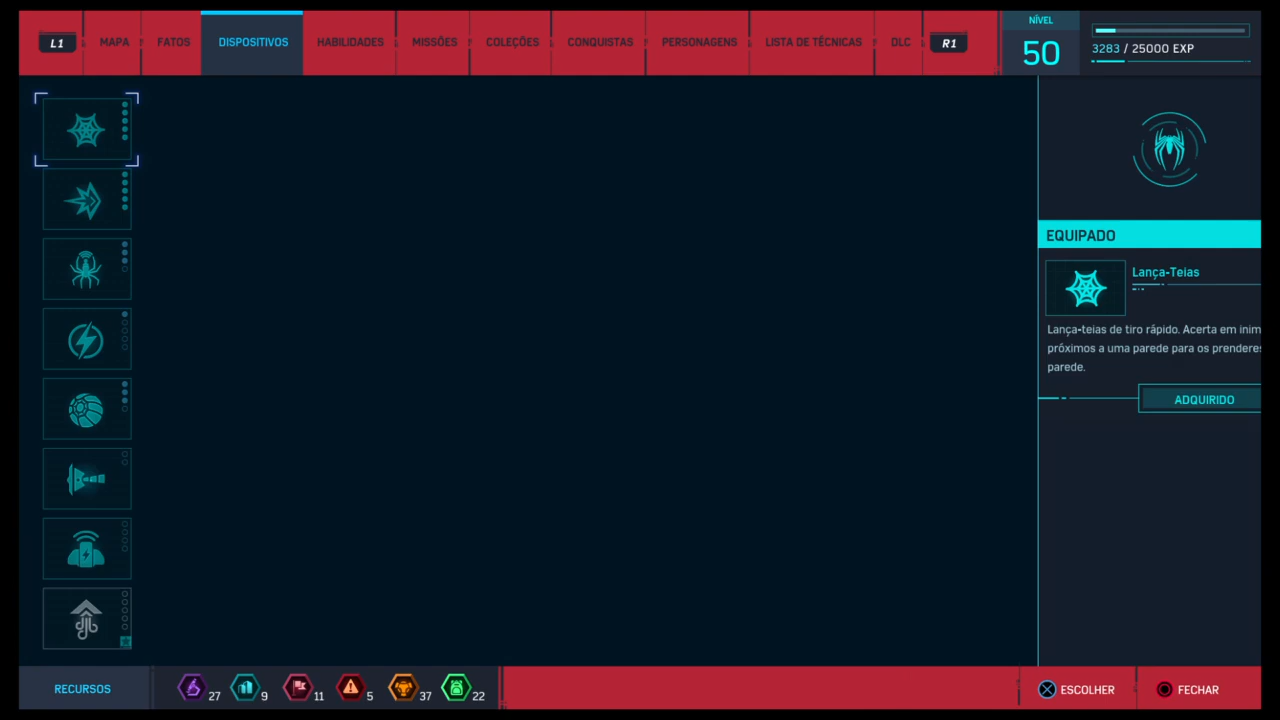 L1
MAPA
FATOS
DISPOSITIVOS
HABILIDADES
MISSÕES
COLEÇÕES
CONQUISTAS
PERSONAGENS
LISTA DE TÉCNICAS
DLC
R1
NÍVEL
50
3283 / 25000 EXP
EQUIPADO
Lança-Teias
Lança-teias de tiro rápido. Acerta em inim
próximos a uma parede para os prenderes
parede.
ADQUIRIDO
RECURSOS
27
9
11
5
37
22
ESCOLHER
FECHAR